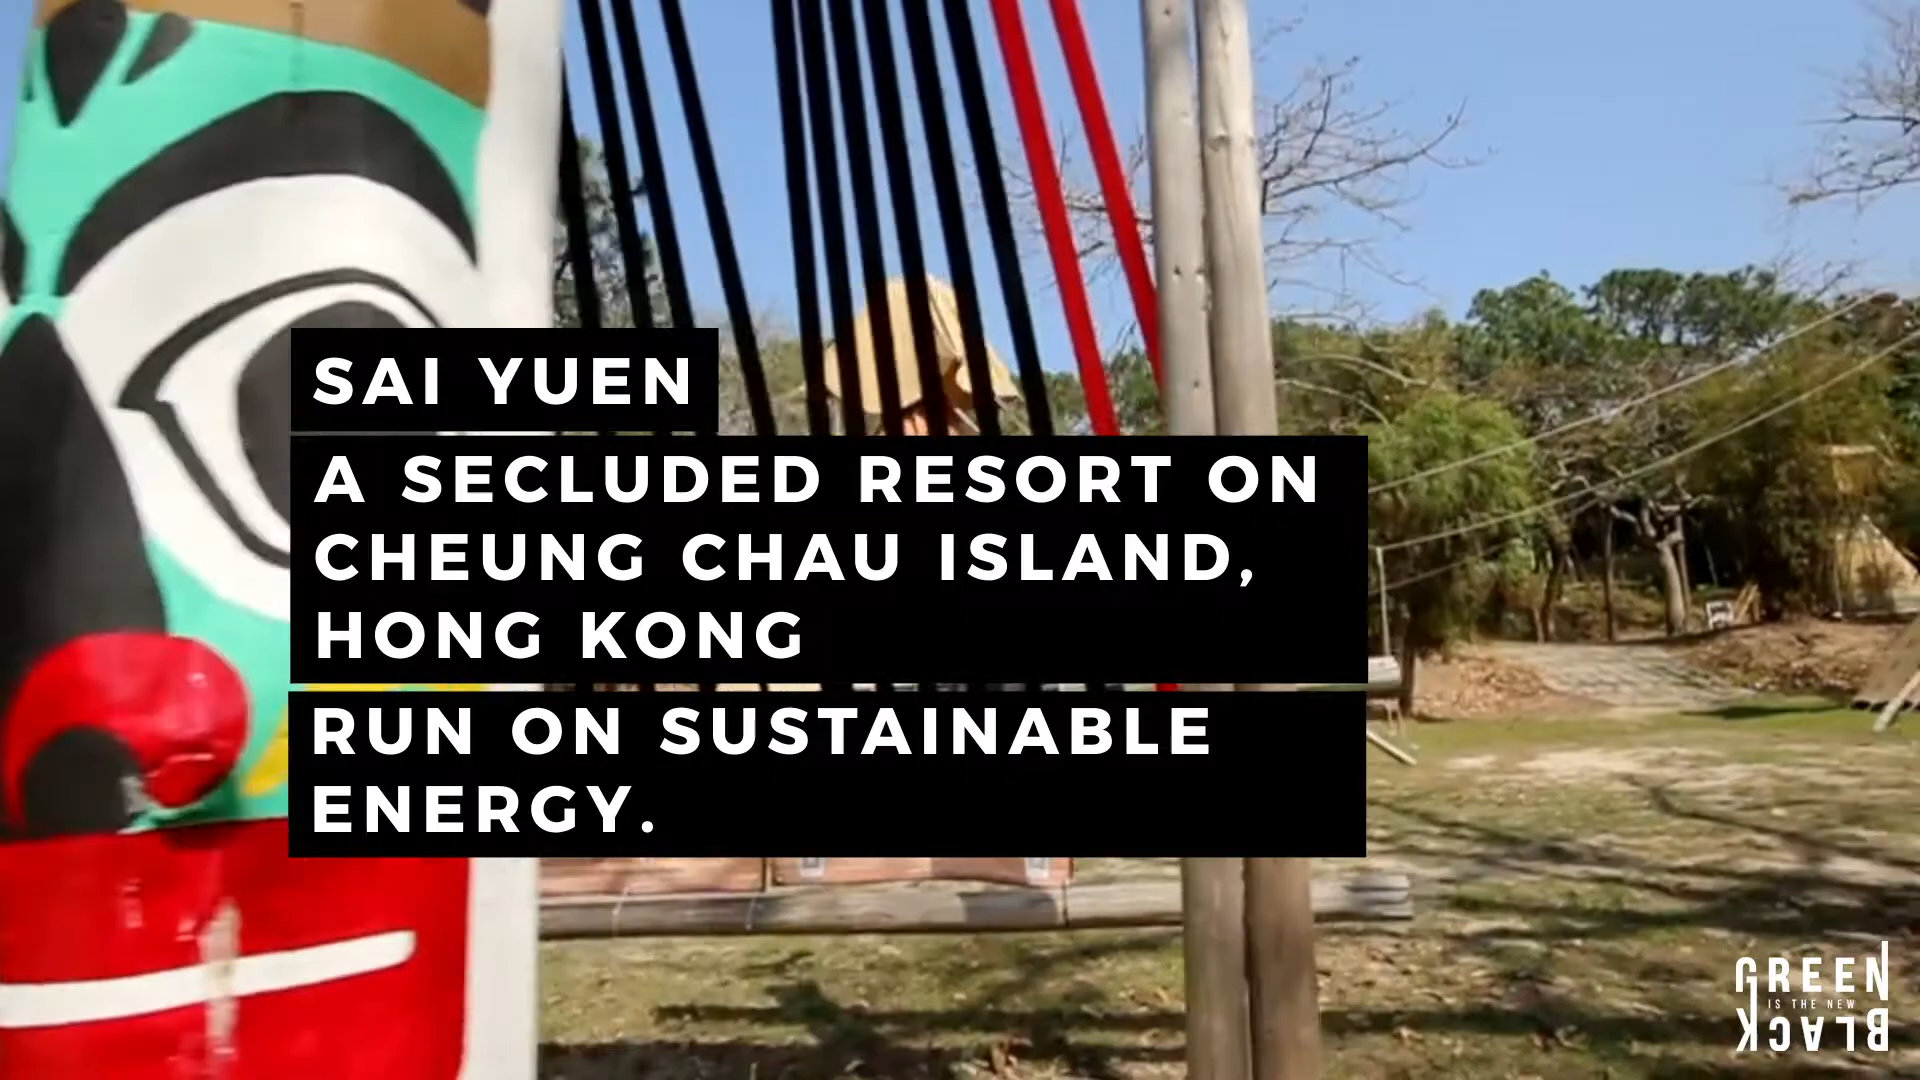 SAI YUEN
A SECLUDED RESORT ON
CHEUNG CHAU ISLAND,
HONG KONG
RUN ON SUSTAINABLE
ENERGY.
GREEN
IS THE NEW
BLACK